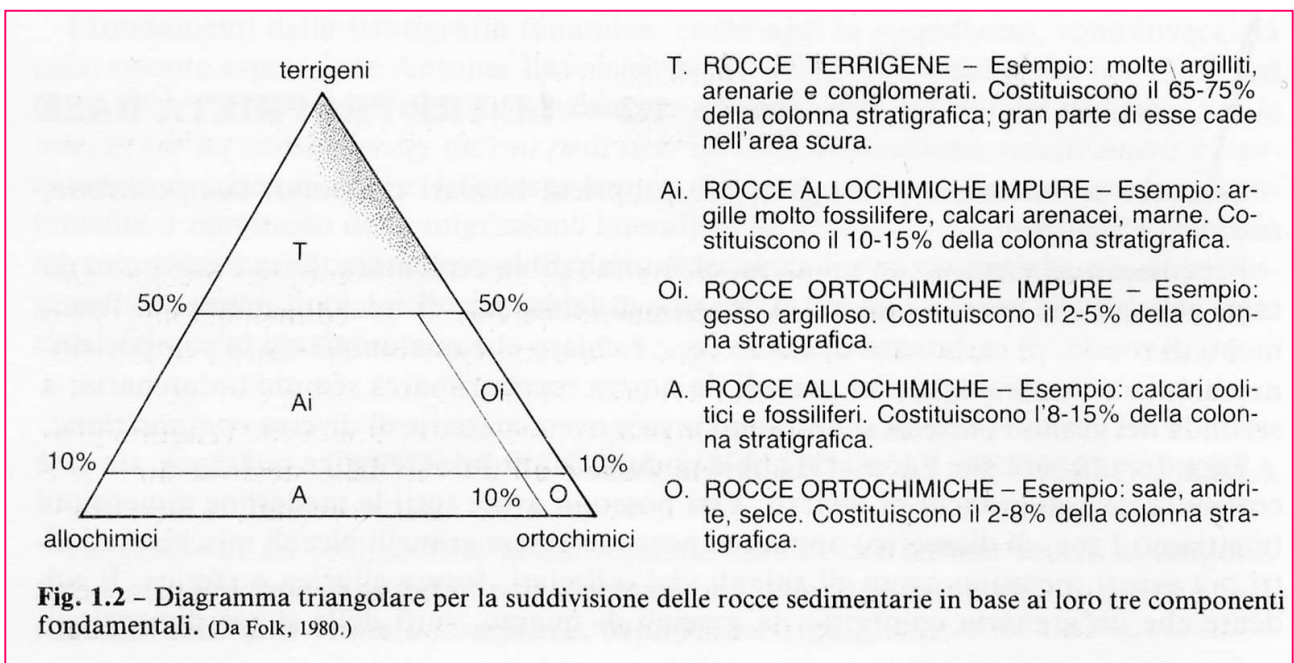 terrigeni
T
50%
50%
Ai
Oi
10%
10%
A
10%
O
allochimici
ortochimici
T. ROCCE TERRIGENE – Esempio: molte argilliti,
arenarie e conglomerati. Costituiscono il 65-75%
della colonna stratigrafica; gran parte di esse cade
nell'area scura.
Ai. ROCCE ALLOCHIMICHE IMPURE – Esempio: ar-
gille molto fossilifere, calcari arenacei, marne. Co-
stituiscono il 10-15% della colonna stratigrafica.
Oi. ROCCE ORTOCHIMICHE IMPURE – Esempio:
gesso argilloso. Costituiscono il 2-5% della colon-
na stratigrafica.
A. ROCCE ALLOCHIMICHE – Esempio: calcari ooli-
tici e fossiliferi. Costituiscono l'8-15% della colon-
na stratigrafica.
O. ROCCE ORTOCHIMICHE – Esempio: sale, anidri-
te, selce. Costituiscono il 2-8% della colonna stra-
tigrafica.
Fig. 1.2 - Diagramma triangolare per la suddivisione delle rocce sedimentarie in base ai loro tre componenti
fondamentali. (Da Folk, 1980.)